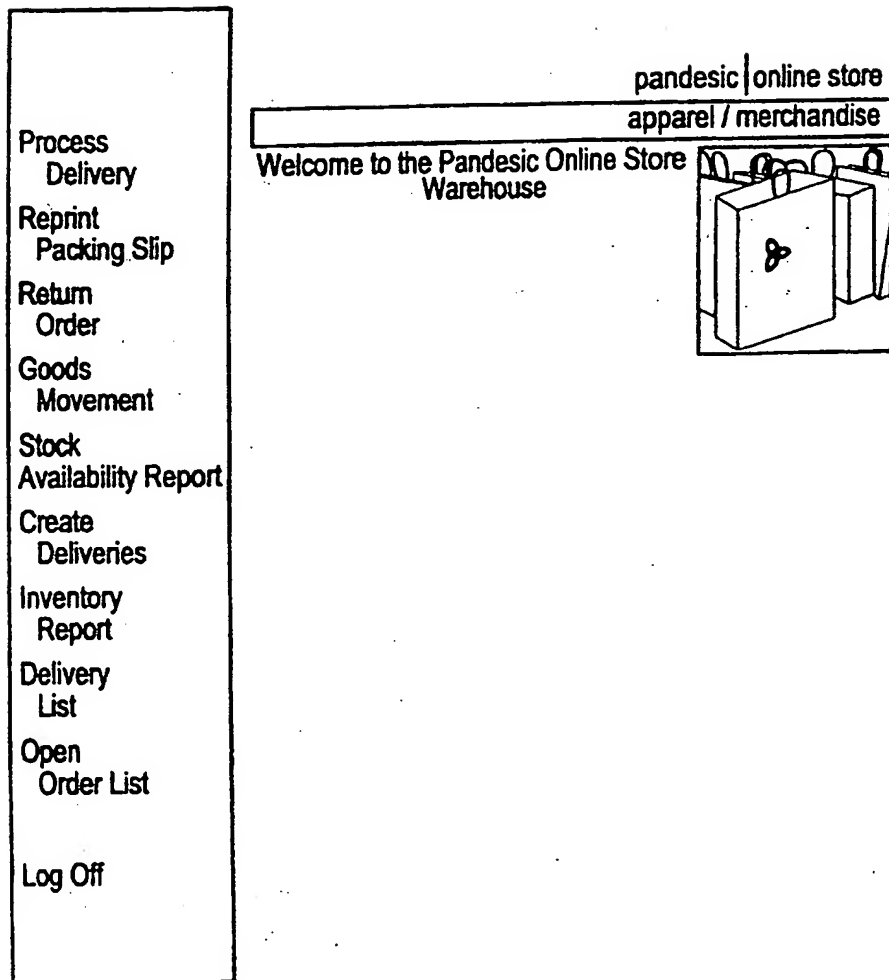 pandesic | online store
apparel / merchandise
Welcome to the Pandesic Online Store
Warehouse
Process
Delivery
Reprint
Packing Slip
Return
Order
Goods
Movement
Stock
Availability Report
Create
Deliveries
Inventory
Report
Delivery
List
Open
Order List
Log Off